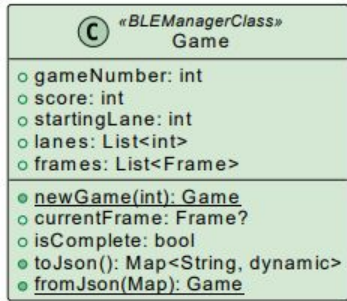 C
«BLEManagerClass»
Game
gameNumber: int
score: int
startingLane: int
lanes: List<int>
frames: List<Frame>
newGame(int): Game
currentFrame: Frame?
isComplete: bool
toJson(): Map<String, dynamic>
fromJson(Map): Game